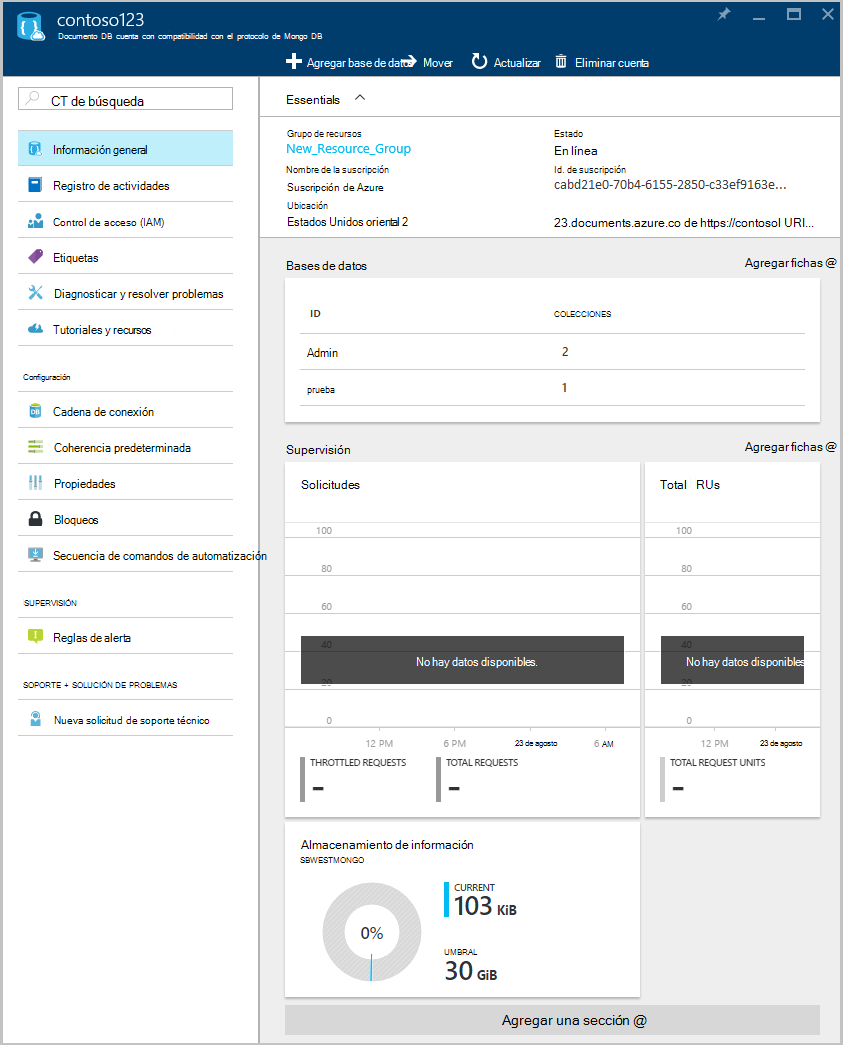 contoso123
Documento DB cuenta con compatibilidad con el protocolo de Mongo DB
Agregar base de datos Mover Actualizar Eliminar cuenta
CT de búsqueda
Información general
Registro de actividades
Control de acceso (IAM)
Etiquetas
Diagnosticar y resolver problemas
Tutoriales y recursos
Configuración
DB
Cadena de conexión
Coherencia predeterminada
Propiedades
Bloqueos
Secuencia de comandos de automatización
SUPERVISIÓN
Reglas de alerta
SOPORTE + SOLUCIÓN DE PROBLEMAS
Nueva solicitud de soporte técnico
Essentials
Grupo de recursos
New_Resource_Group
Nombre de la suscripción
Suscripción de Azure
Ubicación
Estados Unidos oriental 2
Estado
En línea
Id. de suscripción
cabd21e0-70b4-6155-2850-c33ef9163e...
23.documents.azure.co de https://contosol URI...
Bases de datos
Agregar fichas @
ID COLECCIONES
Admin 2
prueba 1
Supervisión
Agregar fichas @
Solicitudes
100
80
60
40
No hay datos disponibles.
20
0
12 PM 6 PM 23 de agosto 6 AM
THROTTLED REQUESTS
–
TOTAL REQUESTS
–
Total RUs
100
80
60
40
No hay datos disponibles
20
0
12 PM 23 de agosto
TOTAL REQUEST UNITS
–
Almacenamiento de información
SBWESTMONGO
0%
CURRENT
103 KiB
UMBRAL
30 GiB
Agregar una sección @